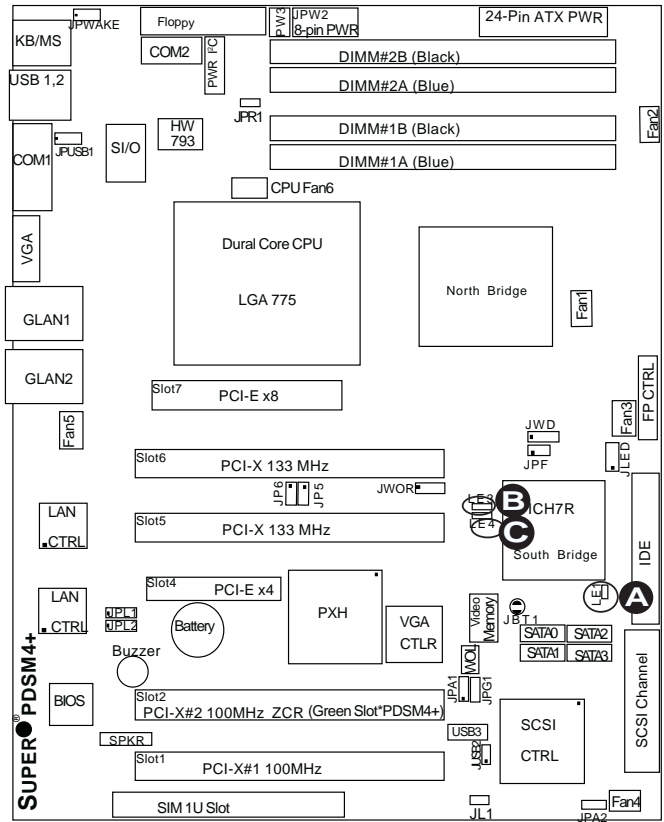 JPWAKE
Floppy
PW3
JPW2
8-pin PWR
24-Pin ATX PWR
KB/MS
COM2
PWR I²C
DIMM#2B (Black)
USB 1,2
DIMM#2A (Blue)
JPR1
Fan2
COM1
JPUSB1
SI/O
HW
793
DIMM#1B (Black)
DIMM#1A (Blue)
CPU Fan6
VGA
Dural Core CPU
LGA 775
North Bridge
Fan1
GLAN1
GLAN2
Slot7
PCI-E x8
FP CTRL
Fan5
Fan3
JWD
JPF
JLED
Slot6
PCI-X 133 MHz
JP6
JP5
JWOR
LE3
B
ICH7R
LE4
C
South Bridge
IDE
LAN
CTRL
Slot5
PCI-X 133 MHz
Slot4
PCI-E x4
PXH
LE1
A
LAN
CTRL
JPL1
JPL2
Battery
VGA
CTLR
Video
Memory
JBT1
SATA0
SATA2
SATA1
SATA3
Buzzer
WOL
BIOS
JPA1
JPG1
Slot2
PCI-X#2 100MHz ZCR (Green Slot*PDSM4+)
SCSI
CTRL
SCSI Channel
USB3
JUSB2
SPKR
Slot1
PCI-X#1 100MHz
SUPER® PDSM4+
SIM 1U Slot
JL1
JPA2
Fan4